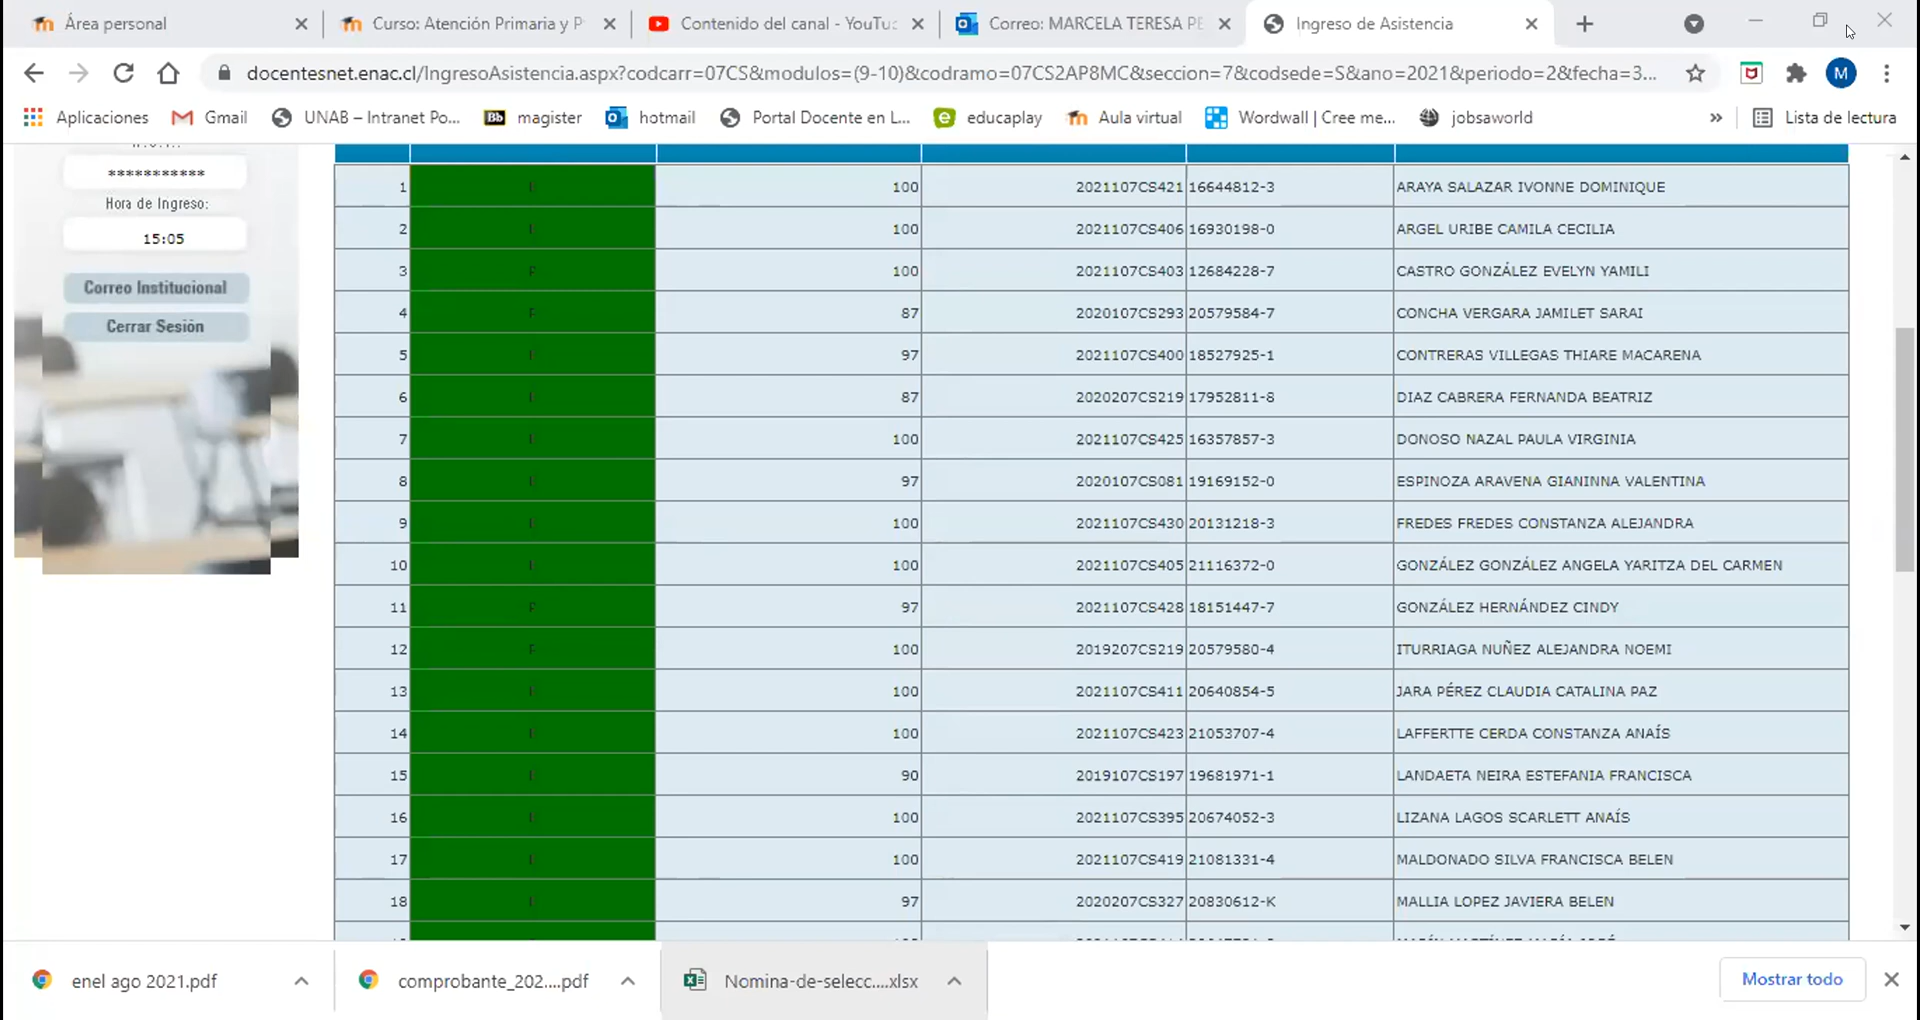 Área personal
Curso: Atención Primaria y P
Contenido del canal - YouTu
Correo: MARCELA TERESA PE
Ingreso de Asistencia
docentesnet.enac.cl/IngresoAsistencia.aspx?codcarr=07CS&modulos=(9-10)&codramo=07CS2AP8MC&seccion=7&codsede=S&ano=2021&periodo=2&fecha=3...
M
Aplicaciones
Gmail
UNAB – Intranet Po...
Bb magister
hotmail
Portal Docente en L...
educaplay
Aula virtual
Wordwall | Cree me...
jobsaworld
»
Lista de lectura
***********
Hora de Ingreso:
15:05
Correo Institucional
Cerrar Sesión
1 100 2021107CS421 16644812-3 ARAYA SALAZAR IVONNE DOMINIQUE
2 100 2021107CS406 16930198-0 ARGEL URIBE CAMILA CECILIA
3 P 100 2021107CS403 12684228-7 CASTRO GONZÁLEZ EVELYN YAMILI
4 P 87 2020107CS293 20579584-7 CONCHA VERGARA JAMILET SARAI
5 97 2021107CS400 18527925-1 CONTRERAS VILLEGAS THIARE MACARENA
6 87 2020207CS219 17952811-8 DIAZ CABRERA FERNANDA BEATRIZ
7 100 2021107CS425 16357857-3 DONOSO NAZAL PAULA VIRGINIA
8 97 2020107CS081 19169152-0 ESPINOZA ARAVENA GIANINNA VALENTINA
9 100 2021107CS430 20131218-3 FREDES FREDES CONSTANZA ALEJANDRA
10 100 2021107CS405 21116372-0 GONZÁLEZ GONZÁLEZ ANGELA YARITZA DEL CARMEN
11 P 97 2021107CS428 18151447-7 GONZÁLEZ HERNÁNDEZ CINDY
12 P 100 2019207CS219 20579580-4 ITURRIAGA NUÑEZ ALEJANDRA NOEMI
13 100 2021107CS411 20640854-5 JARA PÉREZ CLAUDIA CATALINA PAZ
14 100 2021107CS423 21053707-4 LAFFERTTE CERDA CONSTANZA ANAÍS
15 90 2019107CS197 19681971-1 LANDAETA NEIRA ESTEFANIA FRANCISCA
16 100 2021107CS395 20674052-3 LIZANA LAGOS SCARLETT ANAÍS
17 100 2021107CS419 21081331-4 MALDONADO SILVA FRANCISCA BELEN
18 97 2020207CS327 20830612-K MALLIA LOPEZ JAVIERA BELEN
enel ago 2021.pdf
comprobante_202....pdf
Nomina-de-selecc....xlsx
Mostrar todo